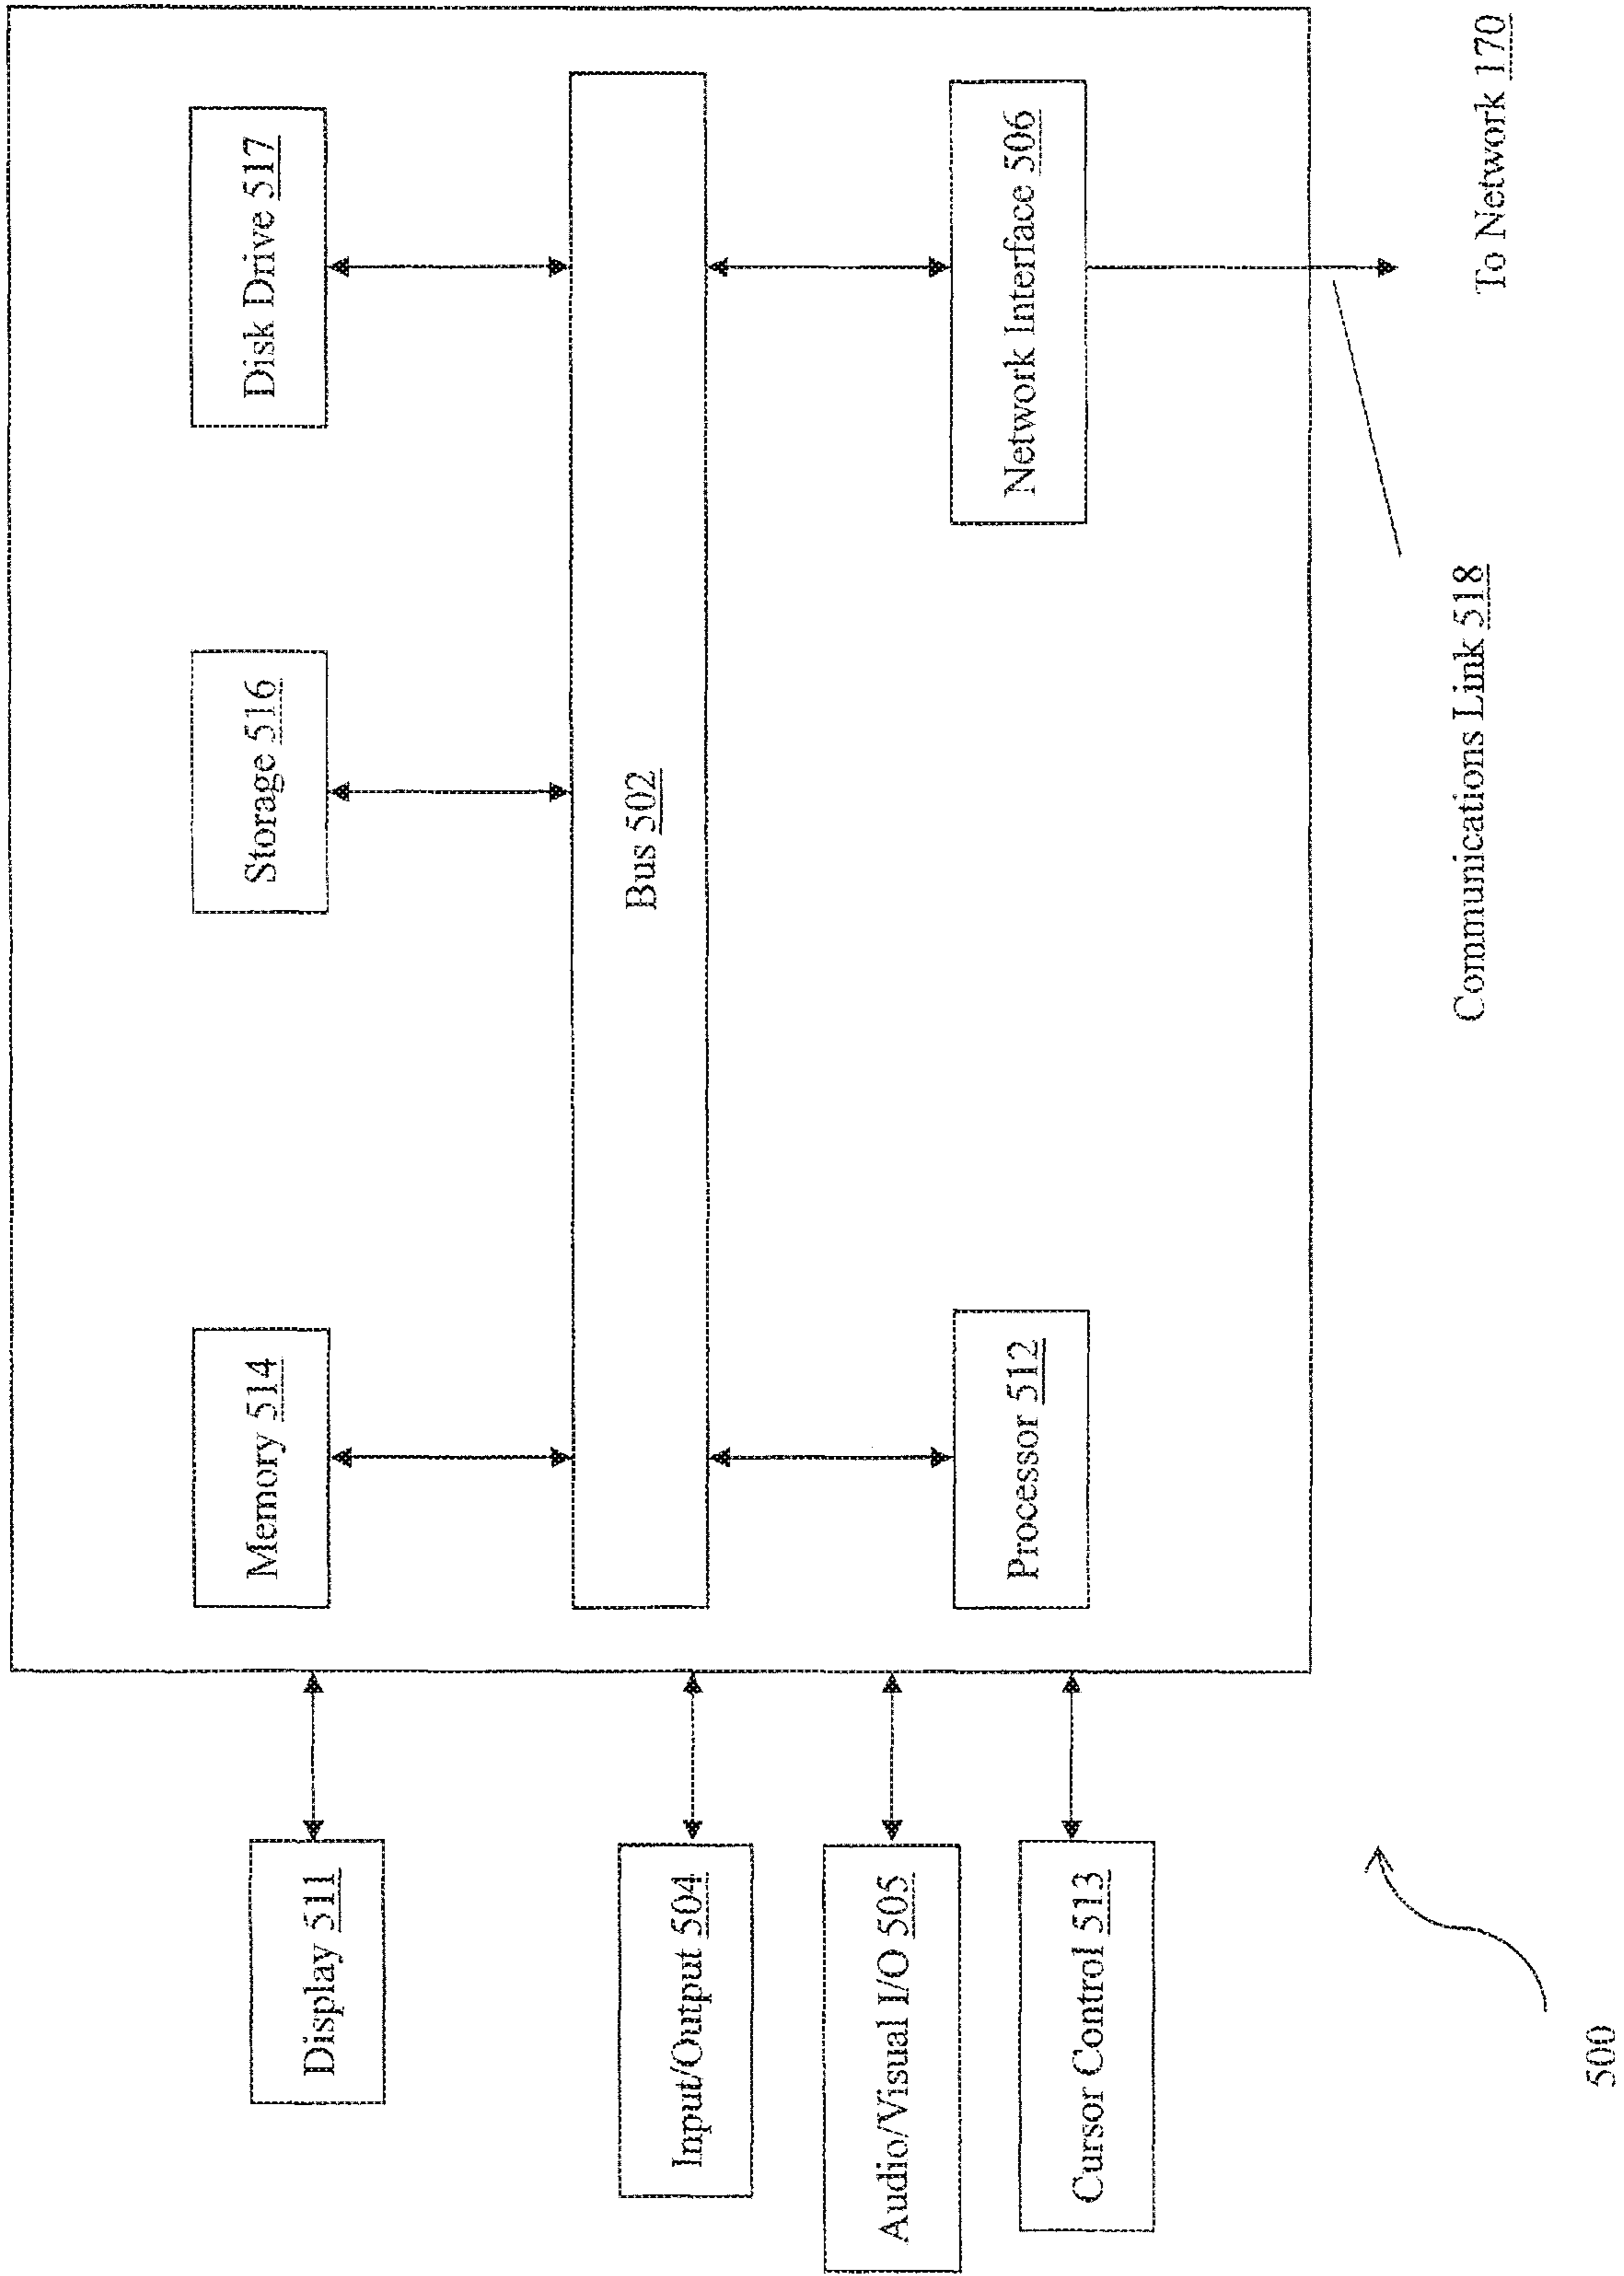 Display 511
Input/Output 504
Audio/Visual I/O 505
Cursor Control 513
Memory 514
Storage 516
Disk Drive 517
Bus 502
Processor 512
Network Interface 506
Communications Link 518
To Network 170
500